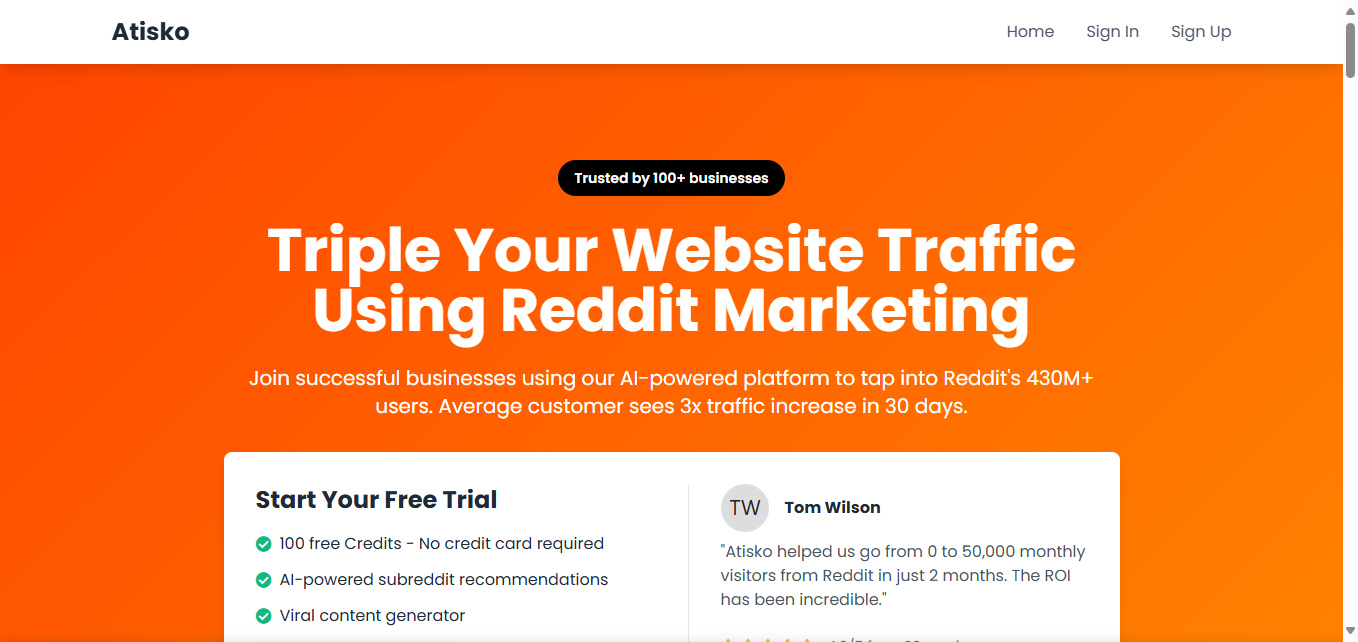 Atisko
Home
Sign In
Sign Up
Trusted by 100+ businesses
Triple Your Website Traffic
Using Reddit Marketing
Join successful businesses using our AI-powered platform to tap into Reddit's 430M+
users. Average customer sees 3x traffic increase in 30 days.
Start Your Free Trial
100 free Credits - No credit card required
AI-powered subreddit recommendations
Viral content generator
TW
Tom Wilson
"Atisko helped us go from 0 to 50,000 monthly
visitors from Reddit in just 2 months. The ROI
has been incredible."